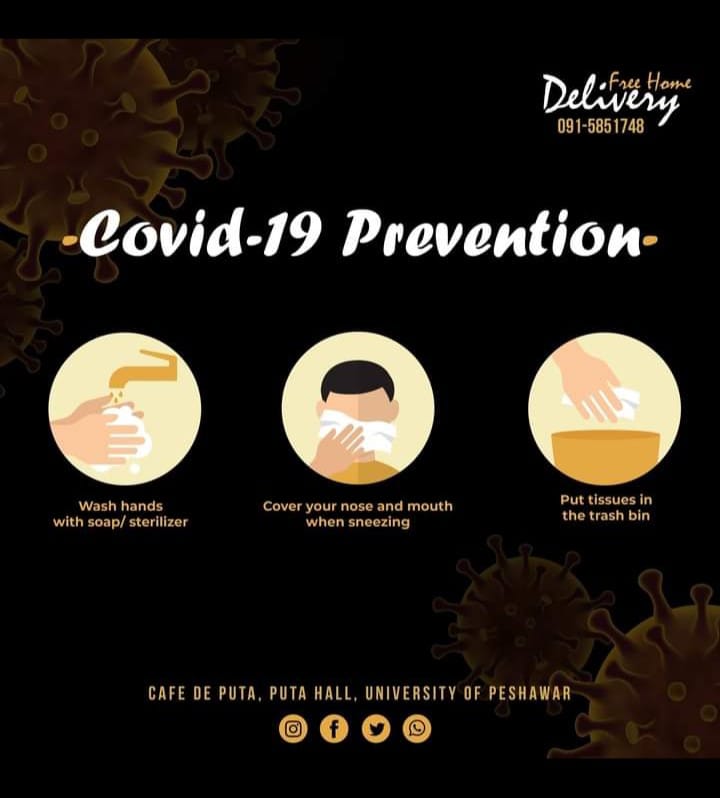 Free Home
Delivery
091-5851748
-Covid-19 Prevention-
Wash hands
with soap/ sterilizer
Cover your nose and mouth
when sneezing
Put tissues in
the trash bin
CAFE DE PUTA, PUTA HALL, UNIVERSITY OF PESHAWAR